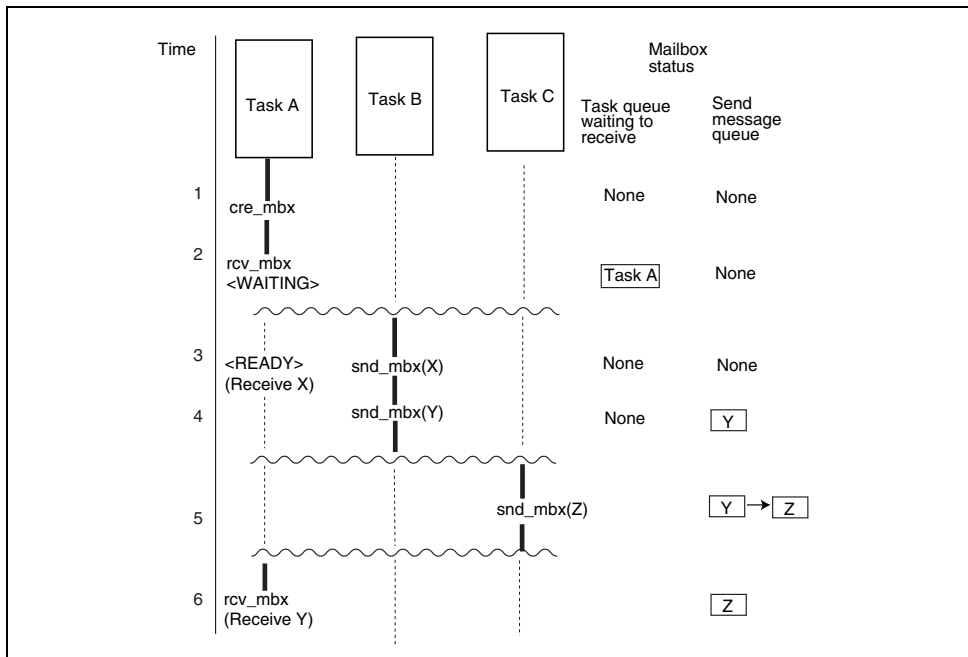 Time
Task A
Task B
Task C
Mailbox
status
Task queue
waiting to
receive
Send
message
queue
1
cre_mbx
None
None
2
rcv_mbx
<WAITING>
Task A
None
3
<READY>
(Receive X)
snd_mbx(X)
None
None
4
snd_mbx(Y)
None
Y
5
snd_mbx(Z)
Y
Z
6
rcv_mbx
(Receive Y)
Z